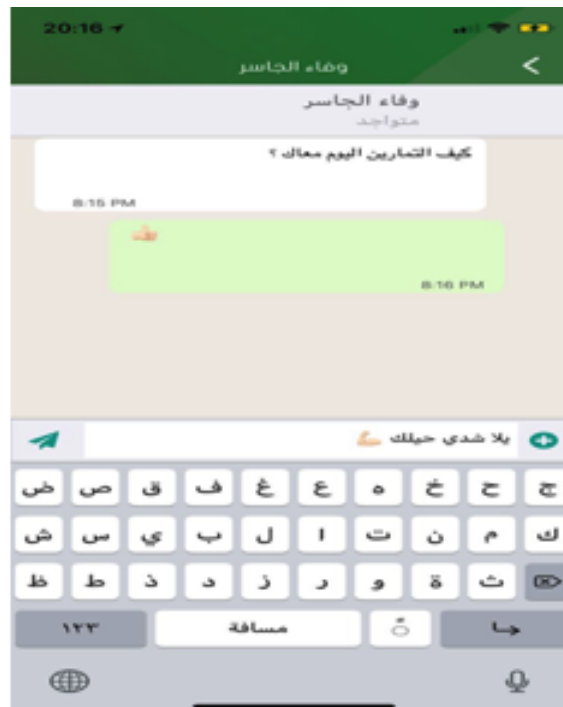 20:16
وفاء الجاسر
وفاء الجاسر
متواجد
كيف التمارين اليوم معاك ؟
8:15 PM
8:16 PM
يلا شدي حيلك 💪
ض ص ق ف غ ع ه خ ح ج
ش س ي ب ل ا ت ن م ك
ظ ط ذ د ز ر و ة ث
١٢٣ مسافة